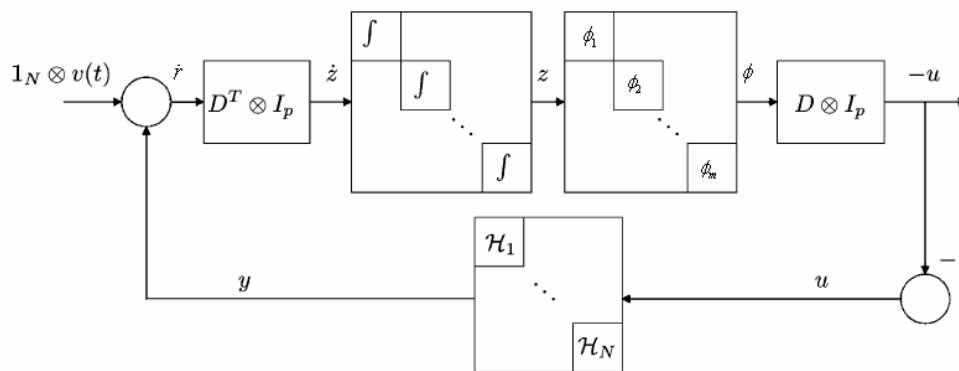 𝟏_N ⊗ v(t)
ṙ
D^T ⊗ I_p
ż
∫
∫
⋱
∫
z
ϕ_1
ϕ_2
⋱
ϕ_m
ϕ
D ⊗ I_p
−u
−
u
ℋ_1
⋱
ℋ_N
y